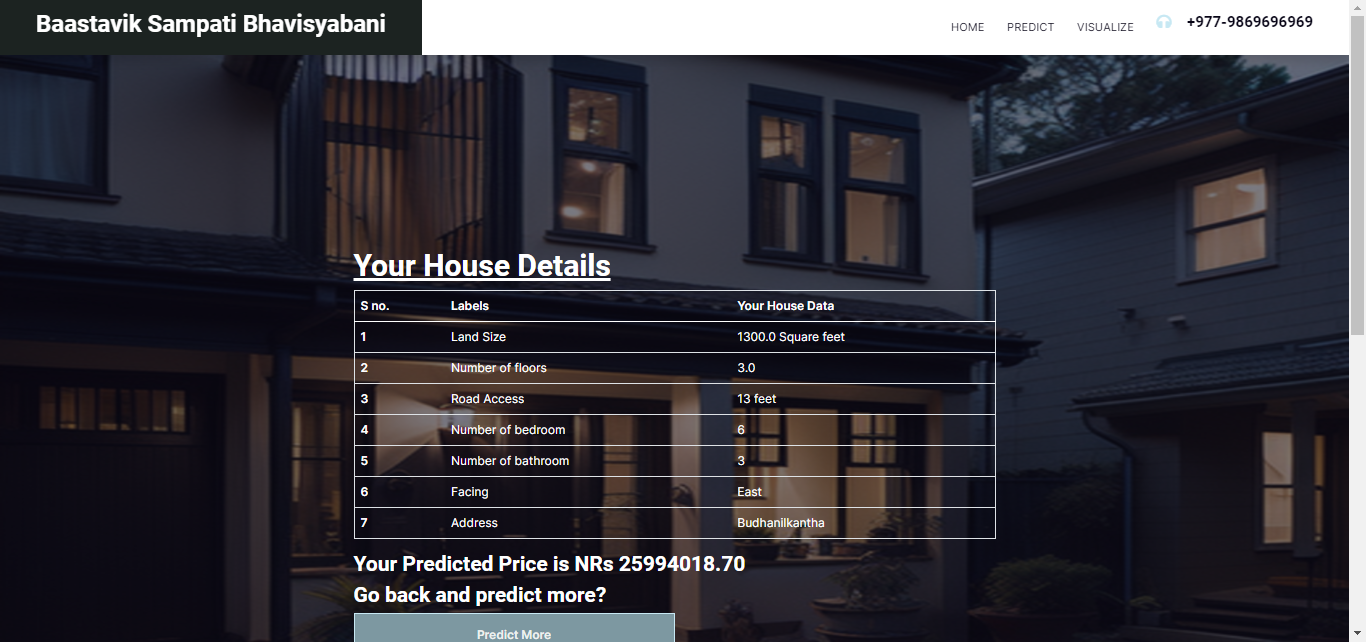 Baastavik Sampati Bhavisyabani
HOME PREDICT VISUALIZE +977-9869696969
Your House Details
S no. Labels Your House Data
1 Land Size 1300.0 Square feet
2 Number of floors 3.0
3 Road Access 13 feet
4 Number of bedroom 6
5 Number of bathroom 3
6 Facing East
7 Address Budhanilkantha
Your Predicted Price is NRs 25994018.70
Go back and predict more?
Predict More